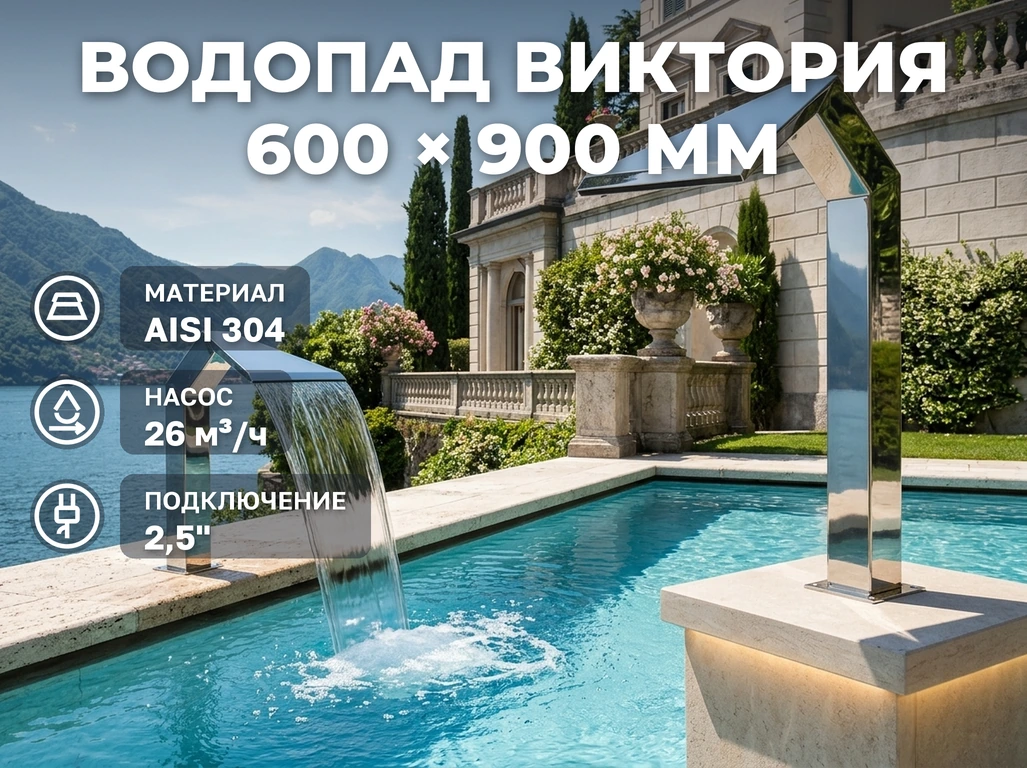 ВОДОПАД ВИКТОРИЯ
600 × 900 ММ
МАТЕРИАЛ
AISI 304
НАСОС
26 м³/ч
ПОДКЛЮЧЕНИЕ
2,5"